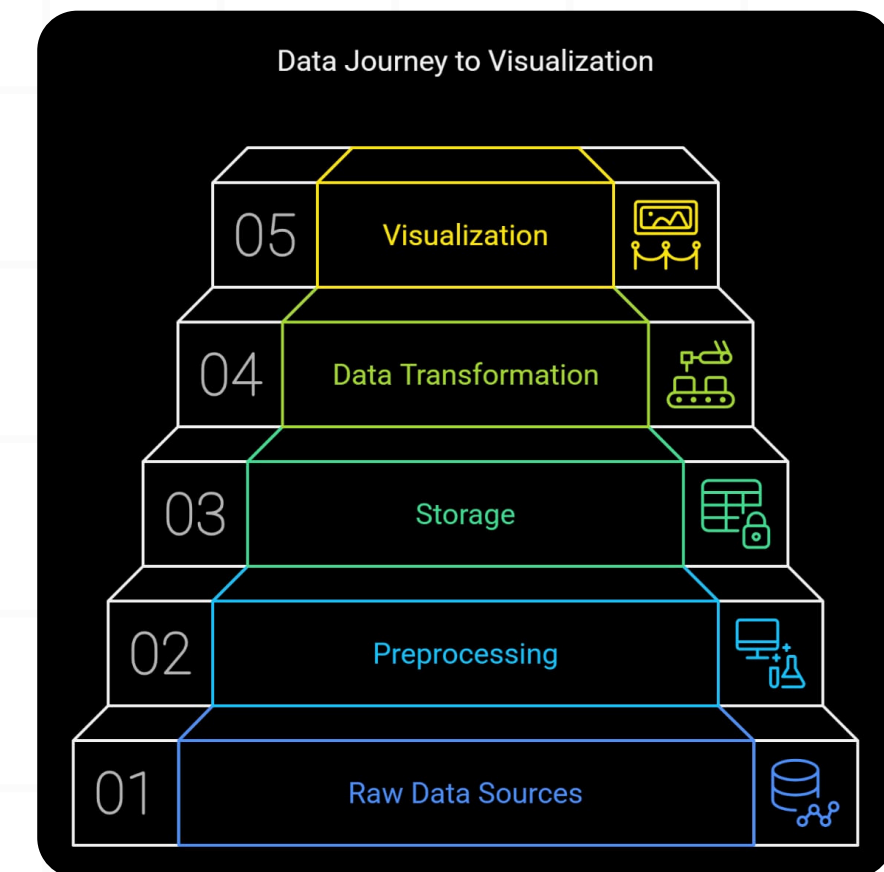 Data Journey to Visualization
05
Visualization
04
Data Transformation
03
Storage
02
Preprocessing
01
Raw Data Sources